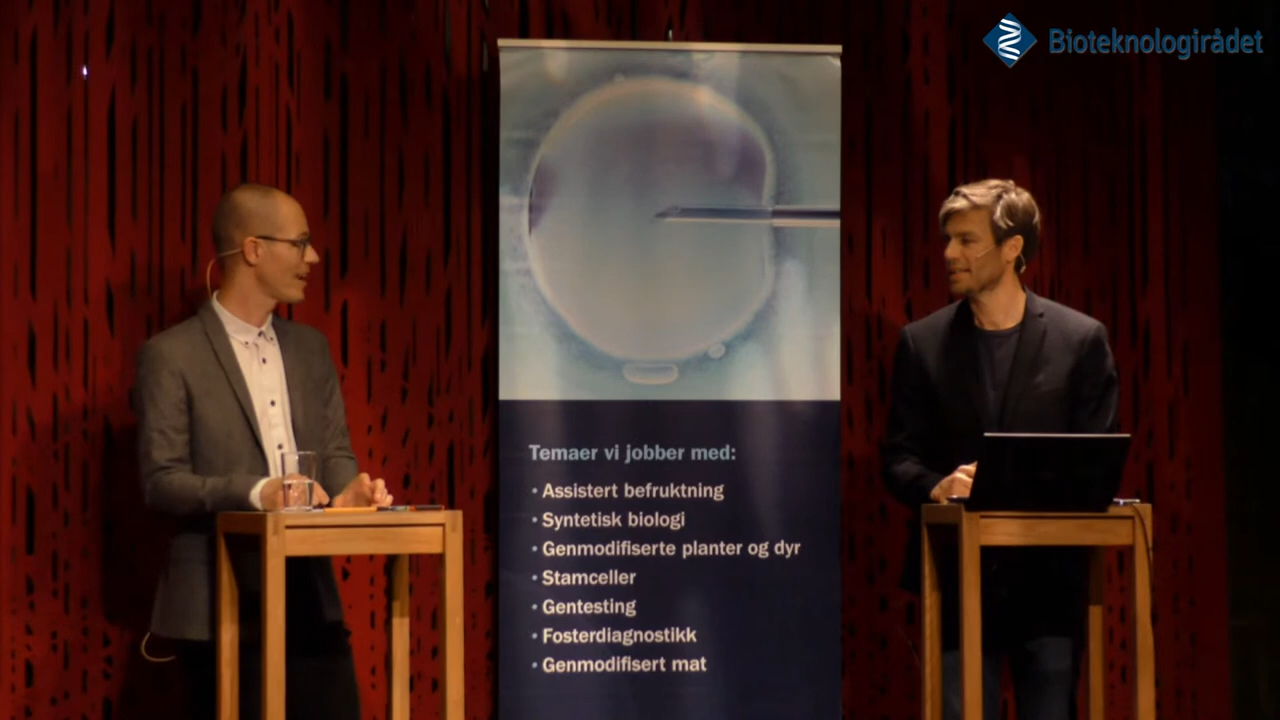 Bioteknologirådet
Temaer vi jobber med:
• Assistert befruktning
• Syntetisk biologi
• Genmodifiserte planter og dyr
• Stamceller
• Gentesting
• Fosterdiagnostikk
• Genmodifisert mat